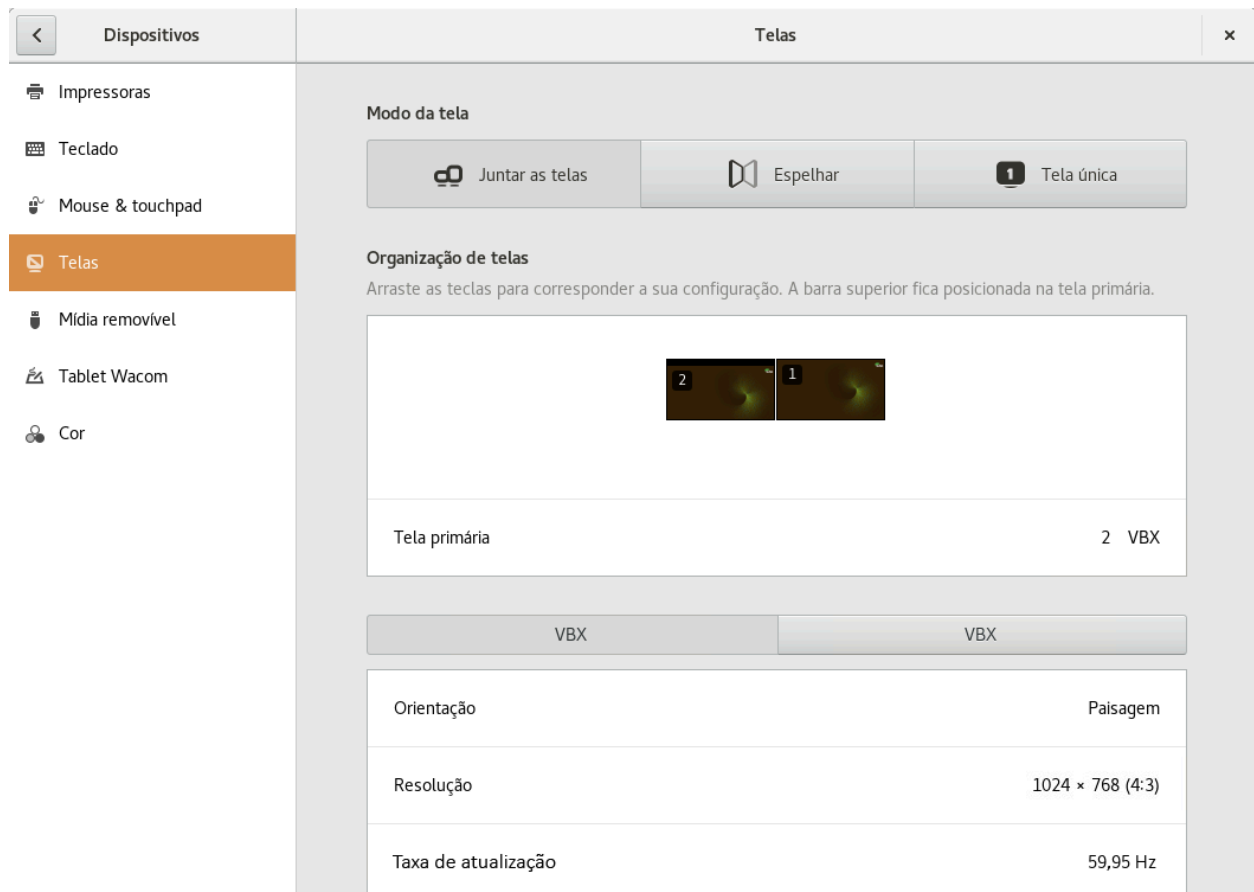 Dispositivos
Telas
×
Impressoras
Teclado
Mouse & touchpad
Telas
Mídia removível
Tablet Wacom
Cor
Modo da tela
Juntar as telas
Espelhar
1 Tela única
Organização de telas
Arraste as teclas para corresponder a sua configuração. A barra superior fica posicionada na tela primária.
2 1
Tela primária 2 VBX
VBX VBX
Orientação Paisagem
Resolução 1024 × 768 (4:3)
Taxa de atualização 59,95 Hz